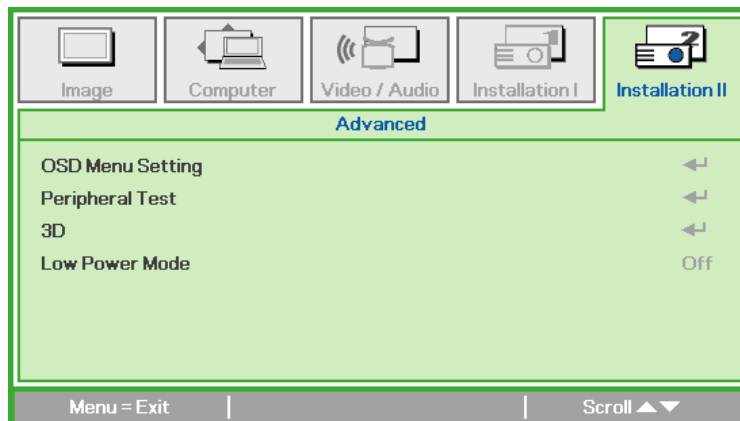 Image Computer Video / Audio Installation I Installation II
Advanced
OSD Menu Setting
Peripheral Test
3D
Low Power Mode Off
Menu = Exit Scroll